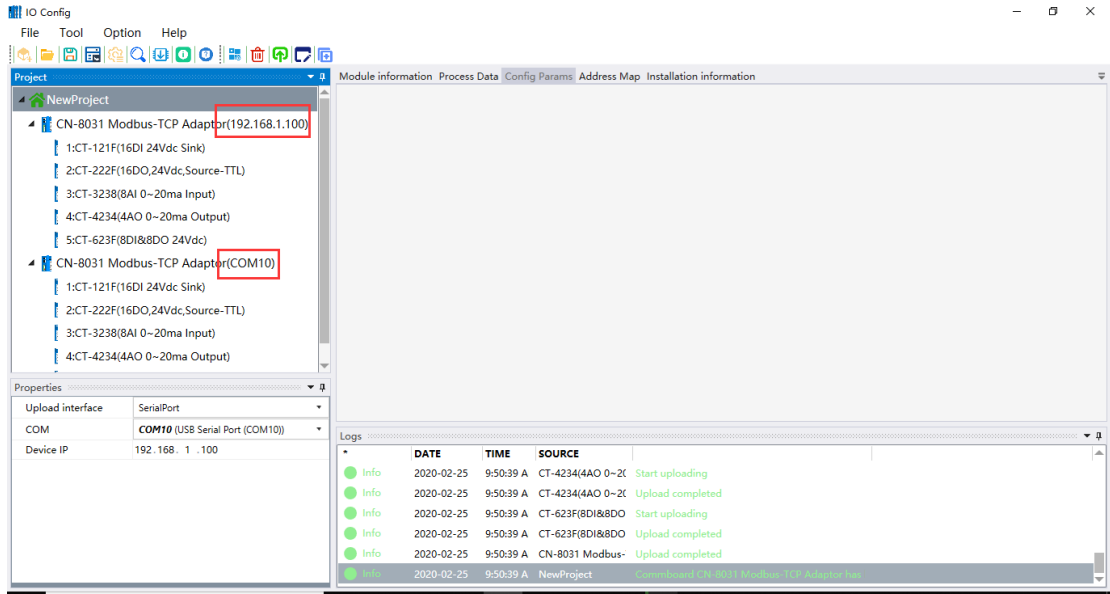 IO Config
File Tool Option Help
Project
NewProject
CN-8031 Modbus-TCP Adaptor(192.168.1.100)
1:CT-121F(16DI 24Vdc Sink)
2:CT-222F(16DO,24Vdc,Source-TTL)
3:CT-3238(8AI 0~20ma Input)
4:CT-4234(4AO 0~20ma Output)
5:CT-623F(8DI&8DO 24Vdc)
CN-8031 Modbus-TCP Adaptor(COM10)
1:CT-121F(16DI 24Vdc Sink)
2:CT-222F(16DO,24Vdc,Source-TTL)
3:CT-3238(8AI 0~20ma Input)
4:CT-4234(4AO 0~20ma Output)
Properties
Upload interface SerialPort
COM COM10 (USB Serial Port (COM10))
Device IP 192.168. 1 .100
Module information Process Data Config Params Address Map Installation information
Logs
* DATE TIME SOURCE
Info 2020-02-25 9:50:39 A CT-4234(4AO 0~20 Start uploading
Info 2020-02-25 9:50:39 A CT-4234(4AO 0~20 Upload completed
Info 2020-02-25 9:50:39 A CT-623F(8DI&8DO Start uploading
Info 2020-02-25 9:50:39 A CT-623F(8DI&8DO Upload completed
Info 2020-02-25 9:50:39 A CN-8031 Modbus- Upload completed
Info 2020-02-25 9:50:39 A NewProject Commboard CN-8031 Modbus-TCP Adaptor has